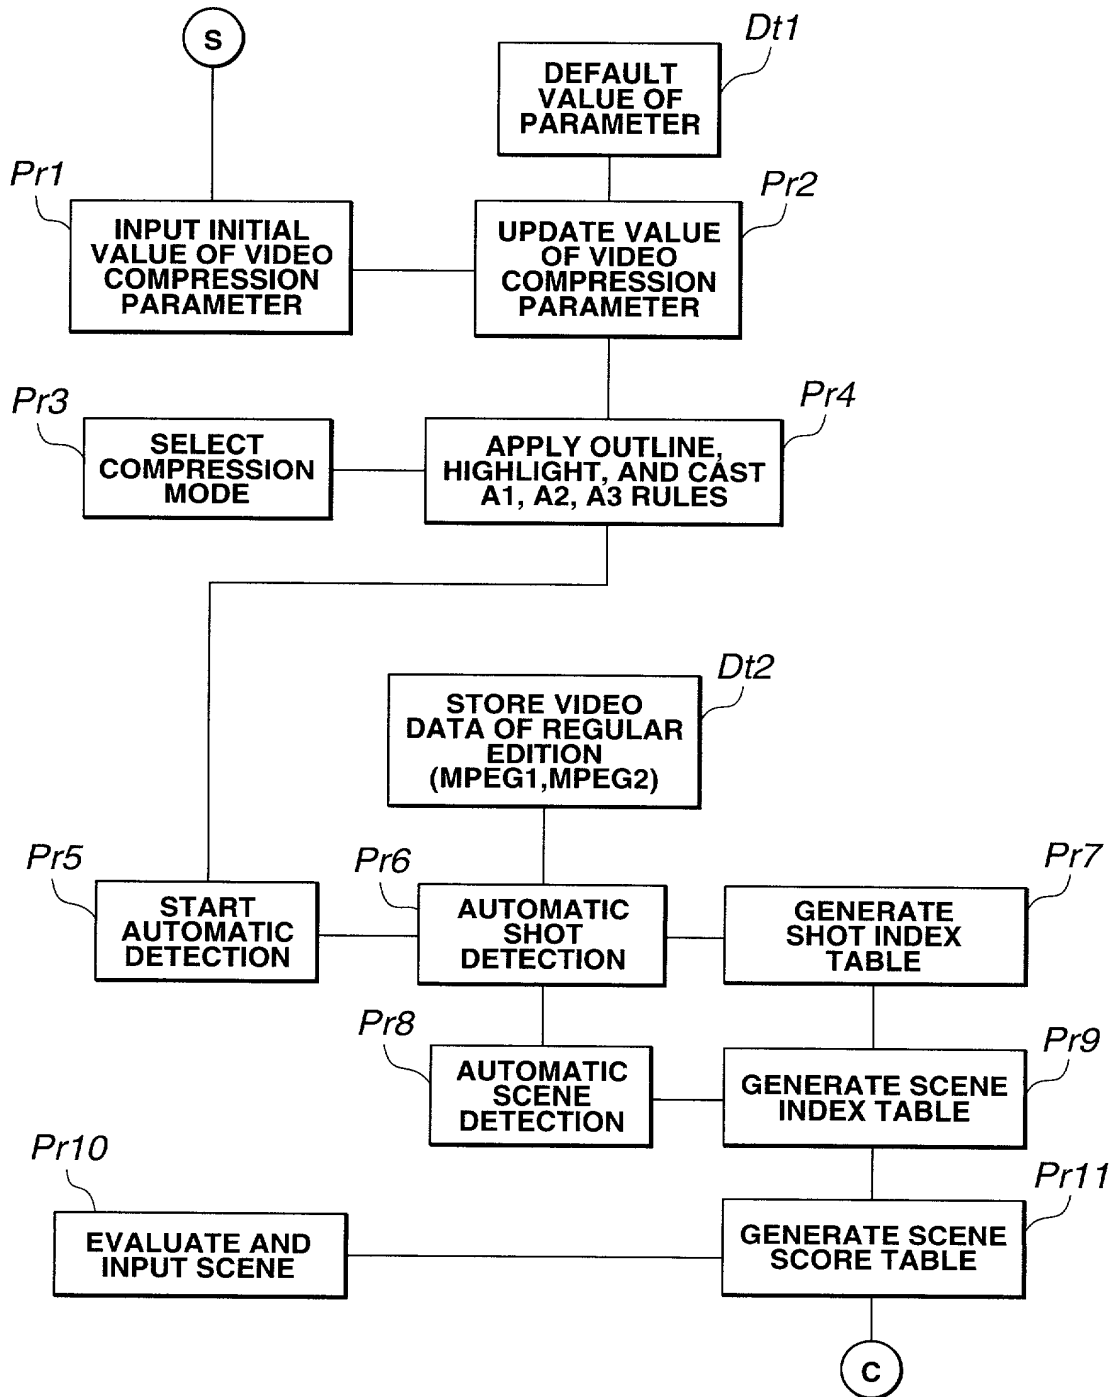 S
Dt1
DEFAULT
VALUE OF
PARAMETER
Pr1
INPUT INITIAL
VALUE OF VIDEO
COMPRESSION
PARAMETER
Pr2
UPDATE VALUE
OF VIDEO
COMPRESSION
PARAMETER
Pr3
SELECT
COMPRESSION
MODE
Pr4
APPLY OUTLINE,
HIGHLIGHT, AND CAST
A1, A2, A3 RULES
Dt2
STORE VIDEO
DATA OF REGULAR
EDITION
(MPEG1,MPEG2)
Pr5
START
AUTOMATIC
DETECTION
Pr6
AUTOMATIC
SHOT
DETECTION
Pr7
GENERATE
SHOT INDEX
TABLE
Pr8
AUTOMATIC
SCENE
DETECTION
Pr9
GENERATE SCENE
INDEX TABLE
Pr10
EVALUATE AND
INPUT SCENE
Pr11
GENERATE SCENE
SCORE TABLE
C